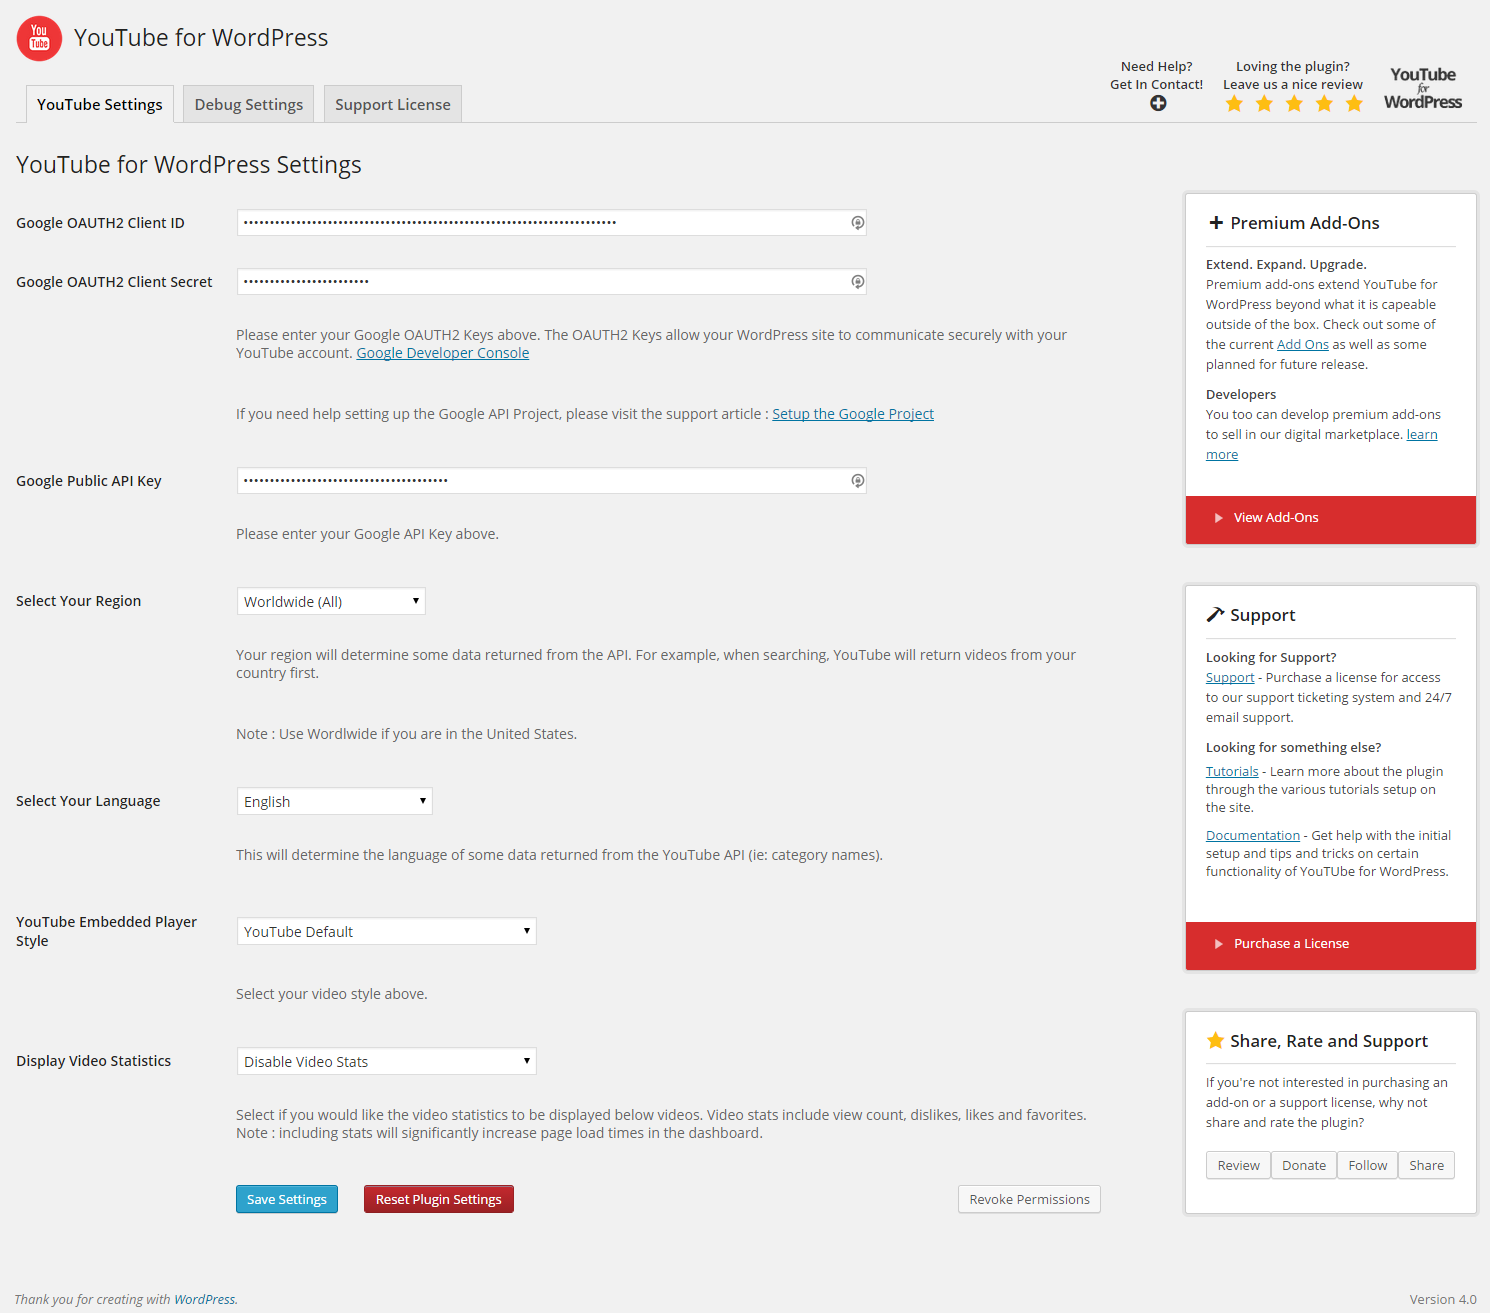 You
Tube
YouTube for WordPress
Need Help?
Get In Contact!
Loving the plugin?
Leave us a nice review
YouTube
for
WordPress
YouTube Settings
Debug Settings
Support License
YouTube for WordPress Settings
Google OAUTH2 Client ID
Google OAUTH2 Client Secret
Please enter your Google OAUTH2 Keys above. The OAUTH2 Keys allow your WordPress site to communicate securely with your
YouTube account. Google Developer Console
If you need help setting up the Google API Project, please visit the support article : Setup the Google Project
Google Public API Key
Please enter your Google API Key above.
Select Your Region
Worldwide (All)
Your region will determine some data returned from the API. For example, when searching, YouTube will return videos from your
country first.
Note : Use Wordlwide if you are in the United States.
Select Your Language
English
This will determine the language of some data returned from the YouTube API (ie: category names).
YouTube Embedded Player
Style
YouTube Default
Select your video style above.
Display Video Statistics
Disable Video Stats
Select if you would like the video statistics to be displayed below videos. Video stats include view count, dislikes, likes and favorites.
Note : including stats will significantly increase page load times in the dashboard.
Save Settings
Reset Plugin Settings
Revoke Permissions
Premium Add-Ons
Extend. Expand. Upgrade.
Premium add-ons extend YouTube for
WordPress beyond what it is capeable
outside of the box. Check out some of
the current Add Ons as well as some
planned for future release.
Developers
You too can develop premium add-ons
to sell in our digital marketplace. learn
more
View Add-Ons
Support
Looking for Support?
Support - Purchase a license for access
to our support ticketing system and 24/7
email support.
Looking for something else?
Tutorials - Learn more about the plugin
through the various tutorials setup on
the site.
Documentation - Get help with the initial
setup and tips and tricks on certain
functionality of YouTUbe for WordPress.
Purchase a License
Share, Rate and Support
If you're not interested in purchasing an
add-on or a support license, why not
share and rate the plugin?
Review
Donate
Follow
Share
Thank you for creating with WordPress.
Version 4.0